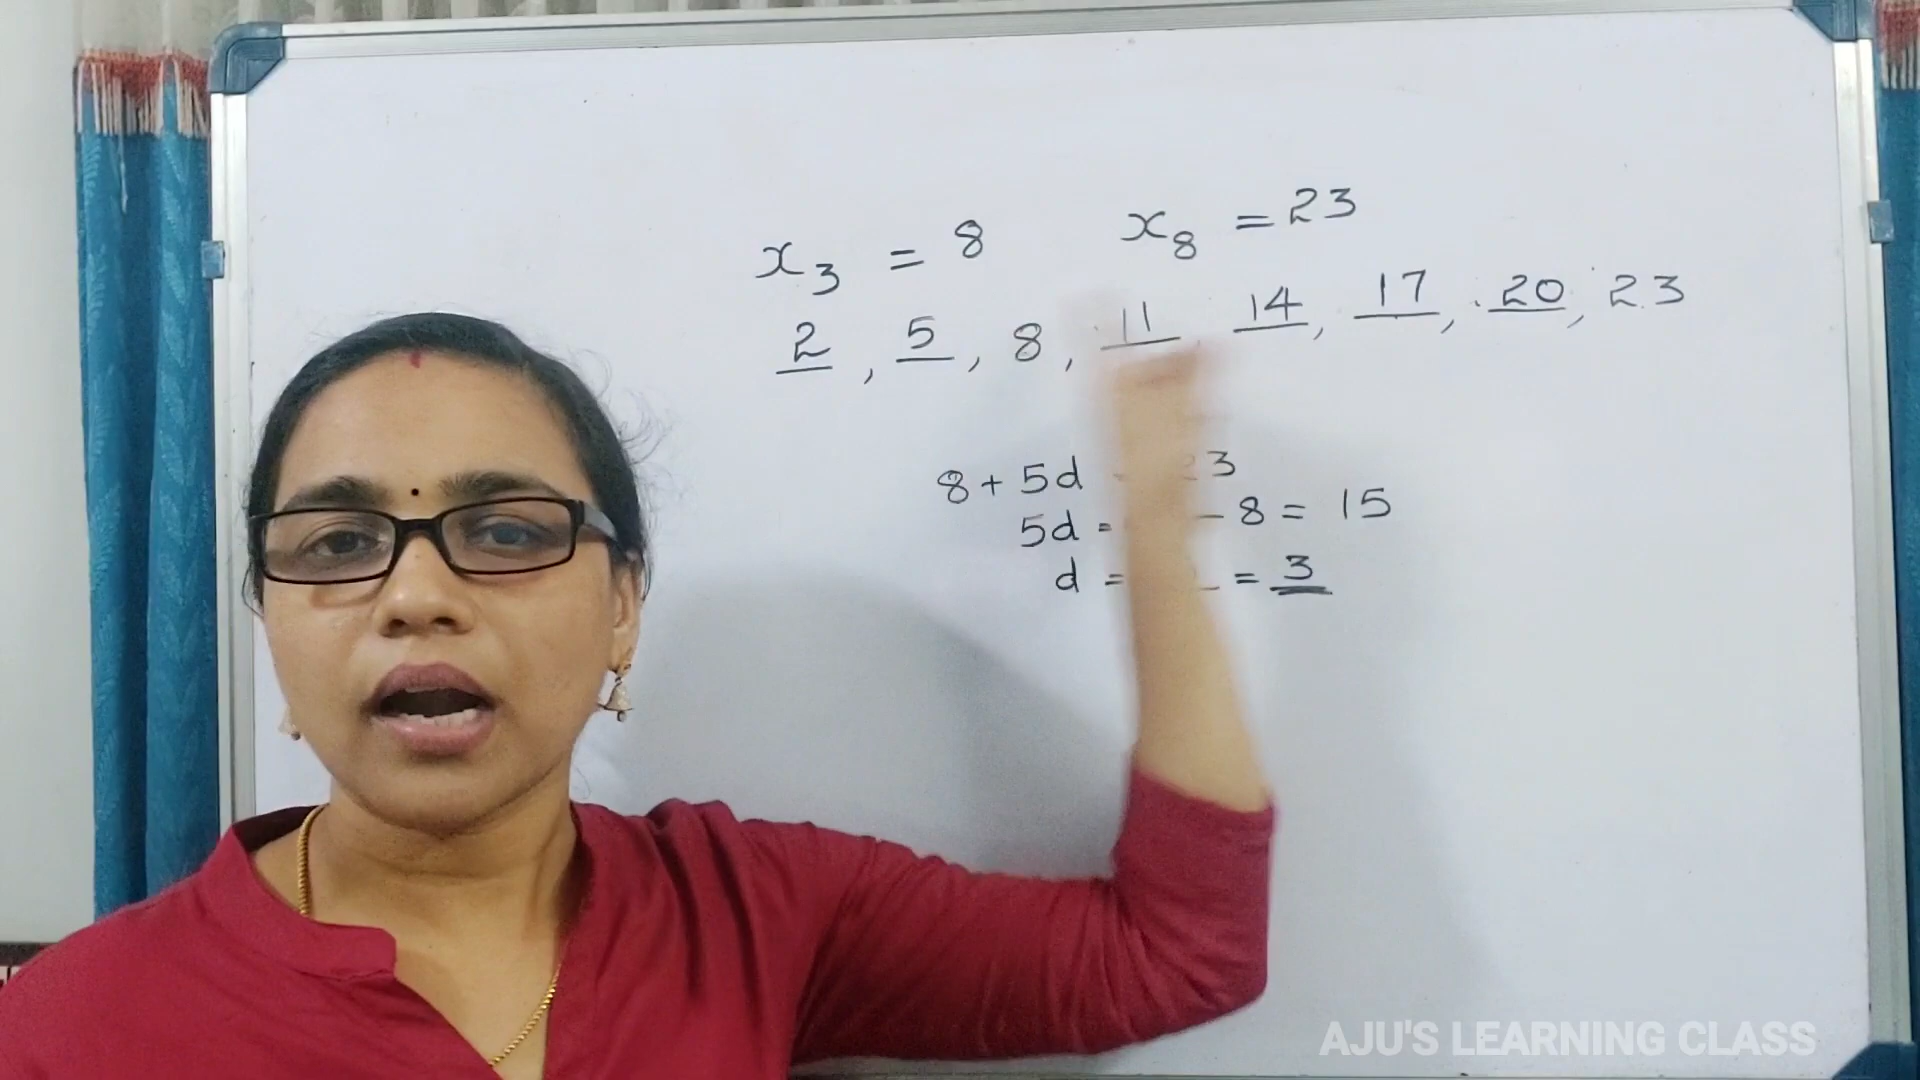 x₃ = 8    x₈ = 23
2, 5, 8, 11, 14, 17, 20, 23
8 + 5d 23
5d = - 8 = 15
d = = 3
AJU'S LEARNING CLASS